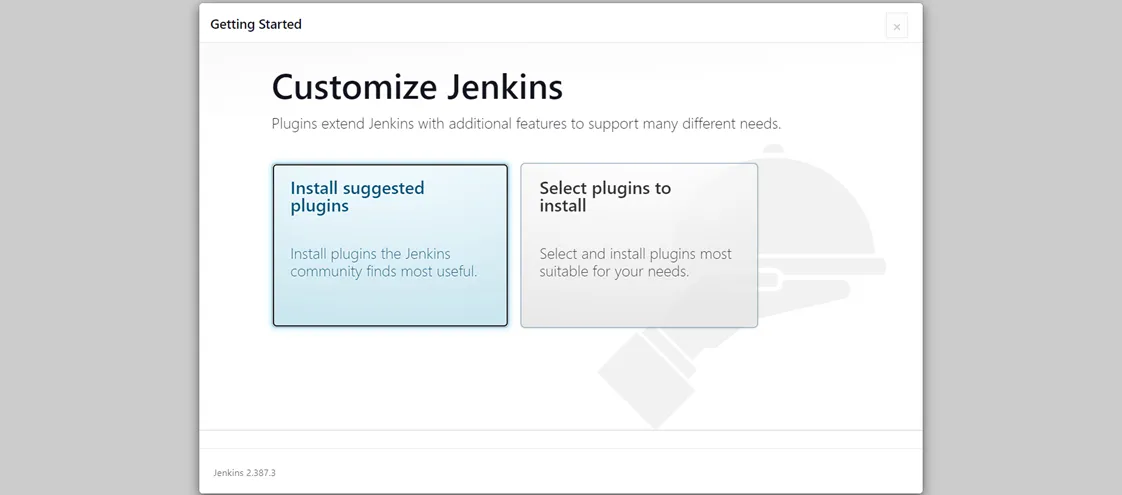 Getting Started
×
Customize Jenkins
Plugins extend Jenkins with additional features to support many different needs.
Install suggested
plugins
Install plugins the Jenkins
community finds most useful.
Select plugins to
install
Select and install plugins most
suitable for your needs.
Jenkins 2.387.3